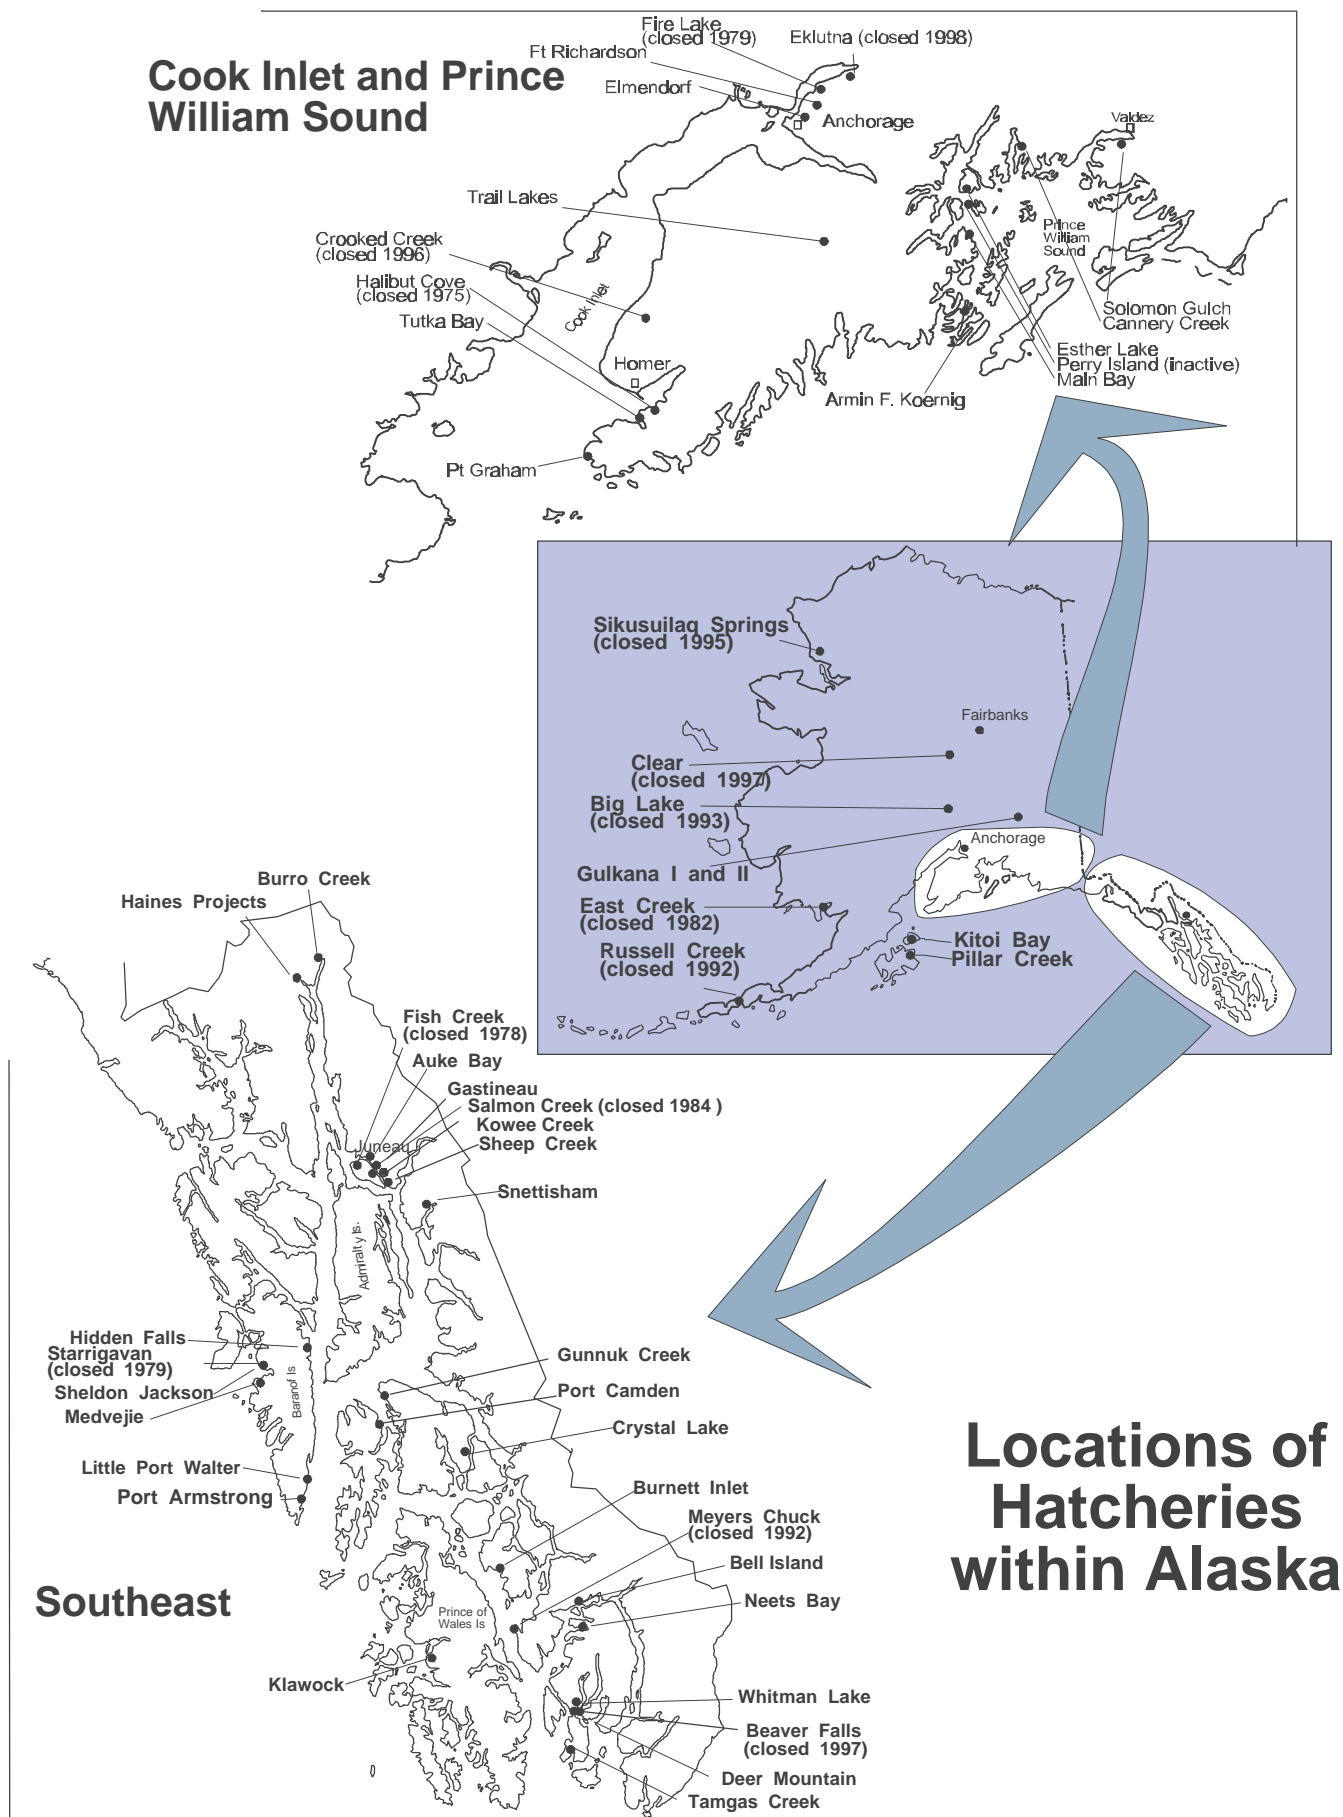 Cook Inlet and Prince
William Sound
Fire Lake
(closed 1979)
Eklutna (closed 1998)
Ft Richardson
Elmendorf
Anchorage
Valdez
Trail Lakes
Crooked Creek
(closed 1996)
Halibut Cove
(closed 1975)
Tutka Bay
Cook Inlet
Homer
Pt Graham
Prince
William
Sound
Solomon Gulch
Cannery Creek
Esther Lake
Perry Island (inactive)
Main Bay
Armin F. Koernig
Sikusuilaq Springs
(closed 1995)
Fairbanks
Clear
(closed 1997)
Big Lake
(closed 1993)
Anchorage
Gulkana I and II
East Creek
(closed 1982)
Russell Creek
(closed 1992)
Kitoi Bay
Pillar Creek
Burro Creek
Haines Projects
Fish Creek
(closed 1978)
Auke Bay
Gastineau
Salmon Creek (closed 1984 )
Kowee Creek
Sheep Creek
Juneau
Snettisham
Admiralty Is.
Hidden Falls
Starrigavan
(closed 1979)
Sheldon Jackson
Medvejie
Baranof Is
Gunnuk Creek
Port Camden
Crystal Lake
Little Port Walter
Port Armstrong
Burnett Inlet
Meyers Chuck
(closed 1992)
Bell Island
Neets Bay
Prince of
Wales Is
Klawock
Whitman Lake
Beaver Falls
(closed 1997)
Deer Mountain
Tamgas Creek
Southeast
Locations of
Hatcheries
within Alaska